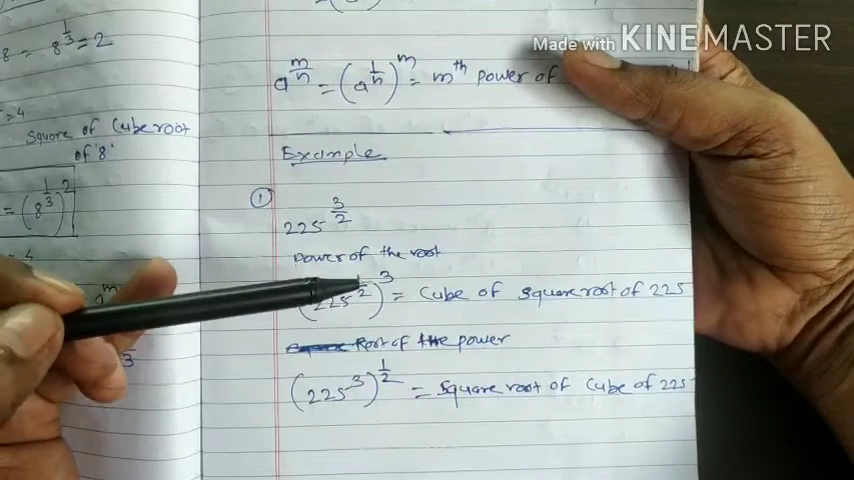 8 = 8^{1/3} = 2
Square of Cube root
of '8'
= (8^{1/3})^2
Made with KINEMASTER
a^{m/n} = (a^{1/n})^m = m^{th} power of
Example
① 225^{3/2}
power of the root
(225^{1/2})^3 = Cube of square root of 225
Root of the power
(225^3)^{1/2} = Square root of Cube of 225